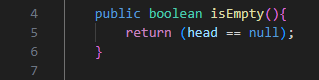 4 public boolean isEmpty(){
5 return (head == null);
6 }
7